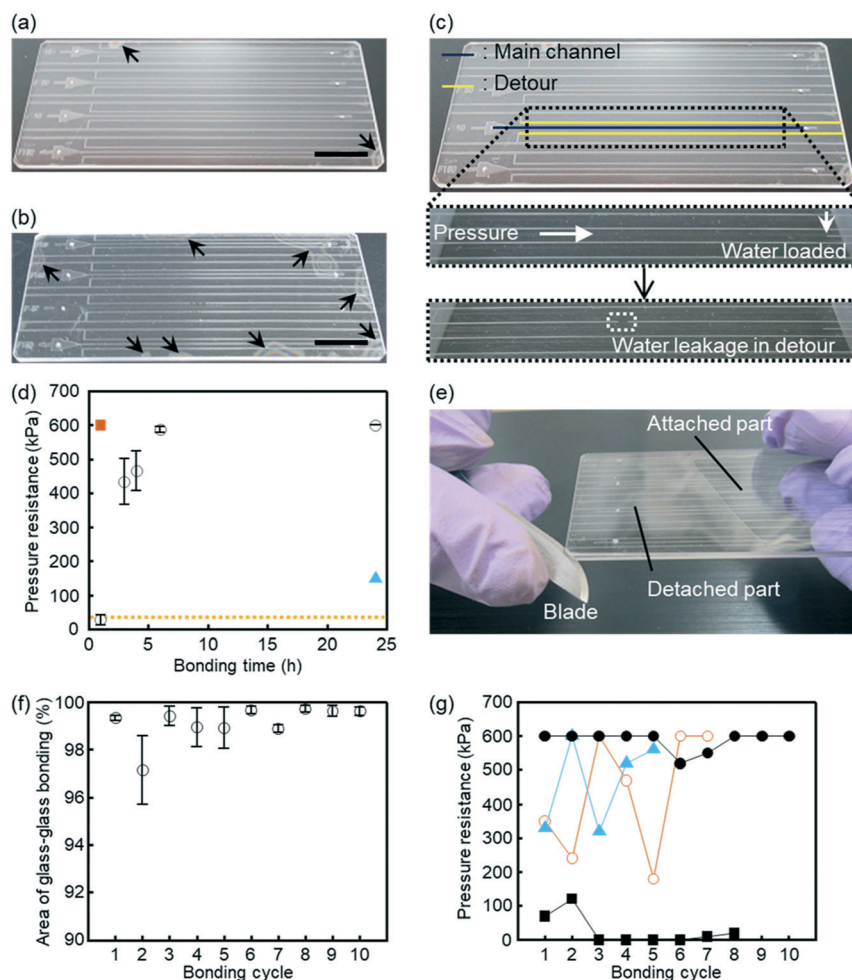 (a)
(b)
(c)
: Main channel
: Detour
Pressure
Water loaded
Water leakage in detour
(d)
Pressure resistance (kPa)
700
600
500
400
300
200
100
0
0 5 10 15 20 25
Bonding time (h)
(e)
Attached part
Detached part
Blade
(f)
Area of glass-glass bonding (%)
100
98
96
94
92
90
1 2 3 4 5 6 7 8 9 10
Bonding cycle
(g)
Pressure resistance (kPa)
700
600
500
400
300
200
100
0
1 2 3 4 5 6 7 8 9 10
Bonding cycle